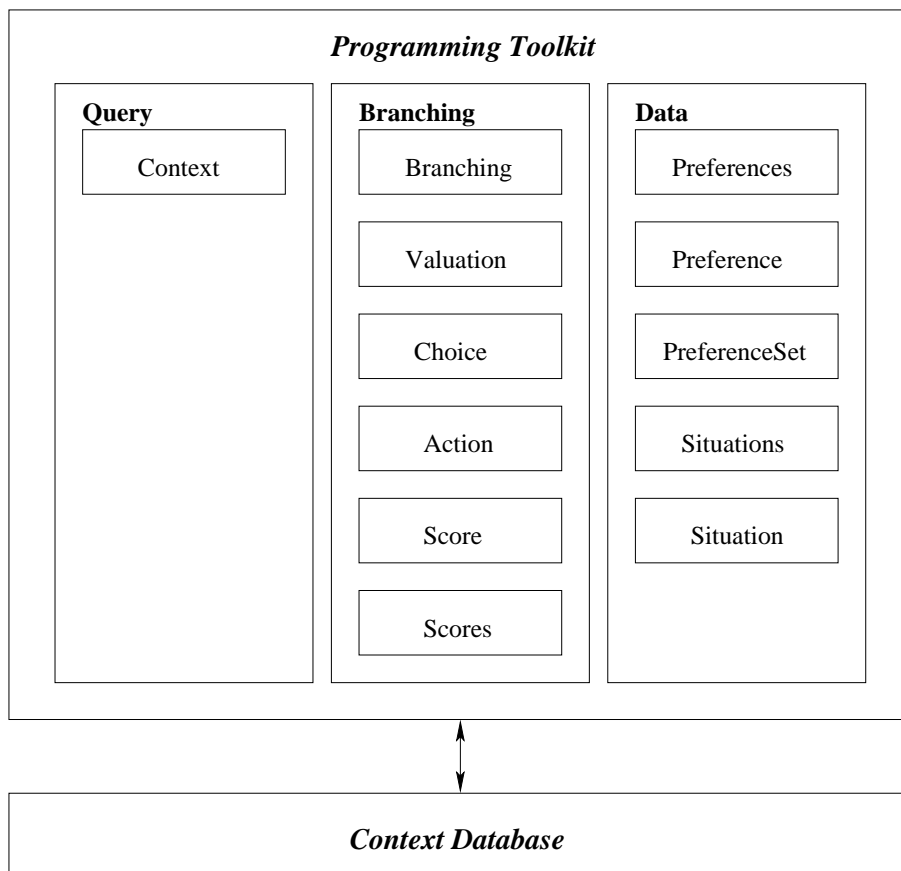 Programming Toolkit
Query
Context
Branching
Branching
Valuation
Choice
Action
Score
Scores
Data
Preferences
Preference
PreferenceSet
Situations
Situation
Context Database